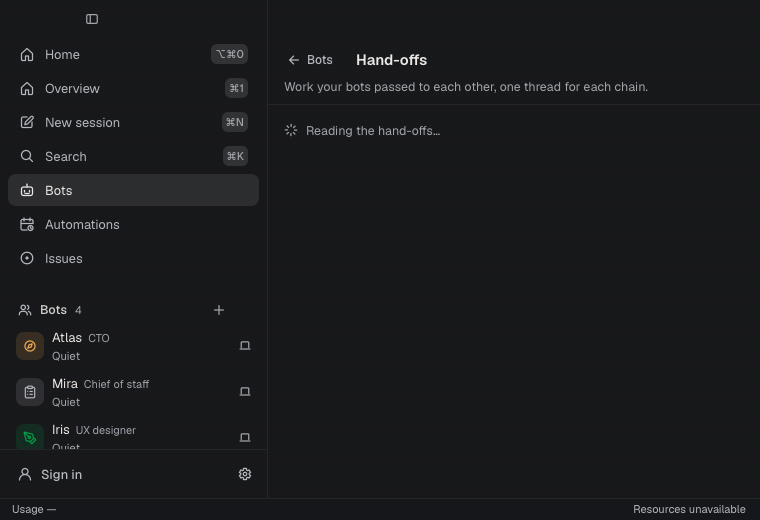 Home ⌥⌘0
Overview ⌘1
New session ⌘N
Search ⌘K
Bots
Automations
Issues
Bots 4
Atlas CTO
Quiet
Mira Chief of staff
Quiet
Iris UX designer
Quiet
Sign in
Bots Hand-offs
Work your bots passed to each other, one thread for each chain.
Reading the hand-offs…
Usage —
Resources unavailable